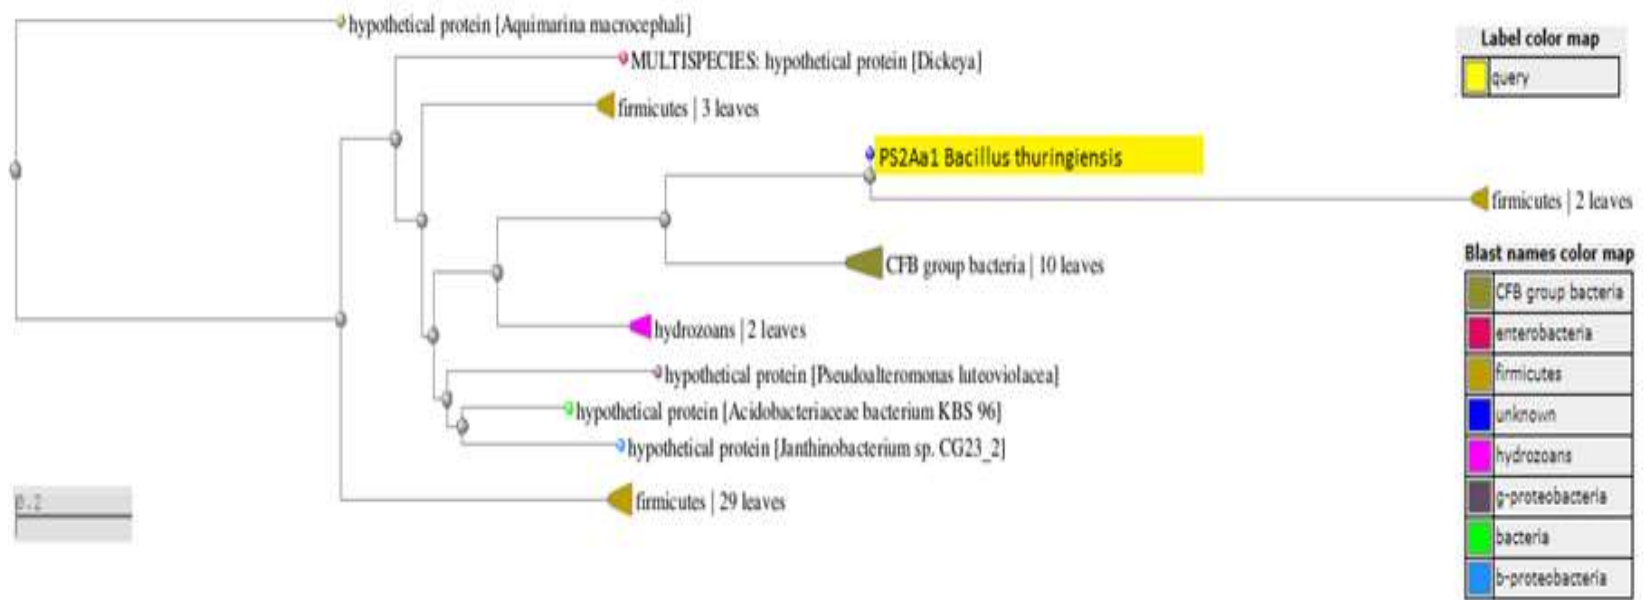 hypothetical protein [Aquimarina macrocephali]
MULTISPECIES: hypothetical protein [Dickeya]
firmicutes | 3 leaves
PS2Aa1 Bacillus thuringiensis
firmicutes | 2 leaves
CFB group bacteria | 10 leaves
hydrozoans | 2 leaves
hypothetical protein [Pseudoalteromonas luteoviolacea]
hypothetical protein [Acidobacteriaceae bacterium KBS 96]
hypothetical protein [Janthinobacterium sp. CG23_2]
firmicutes | 29 leaves
0.2
Label color map
query
Blast names color map
CFB group bacteria
enterobacteria
firmicutes
unknown
hydrozoans
g-proteobacteria
bacteria
b-proteobacteria